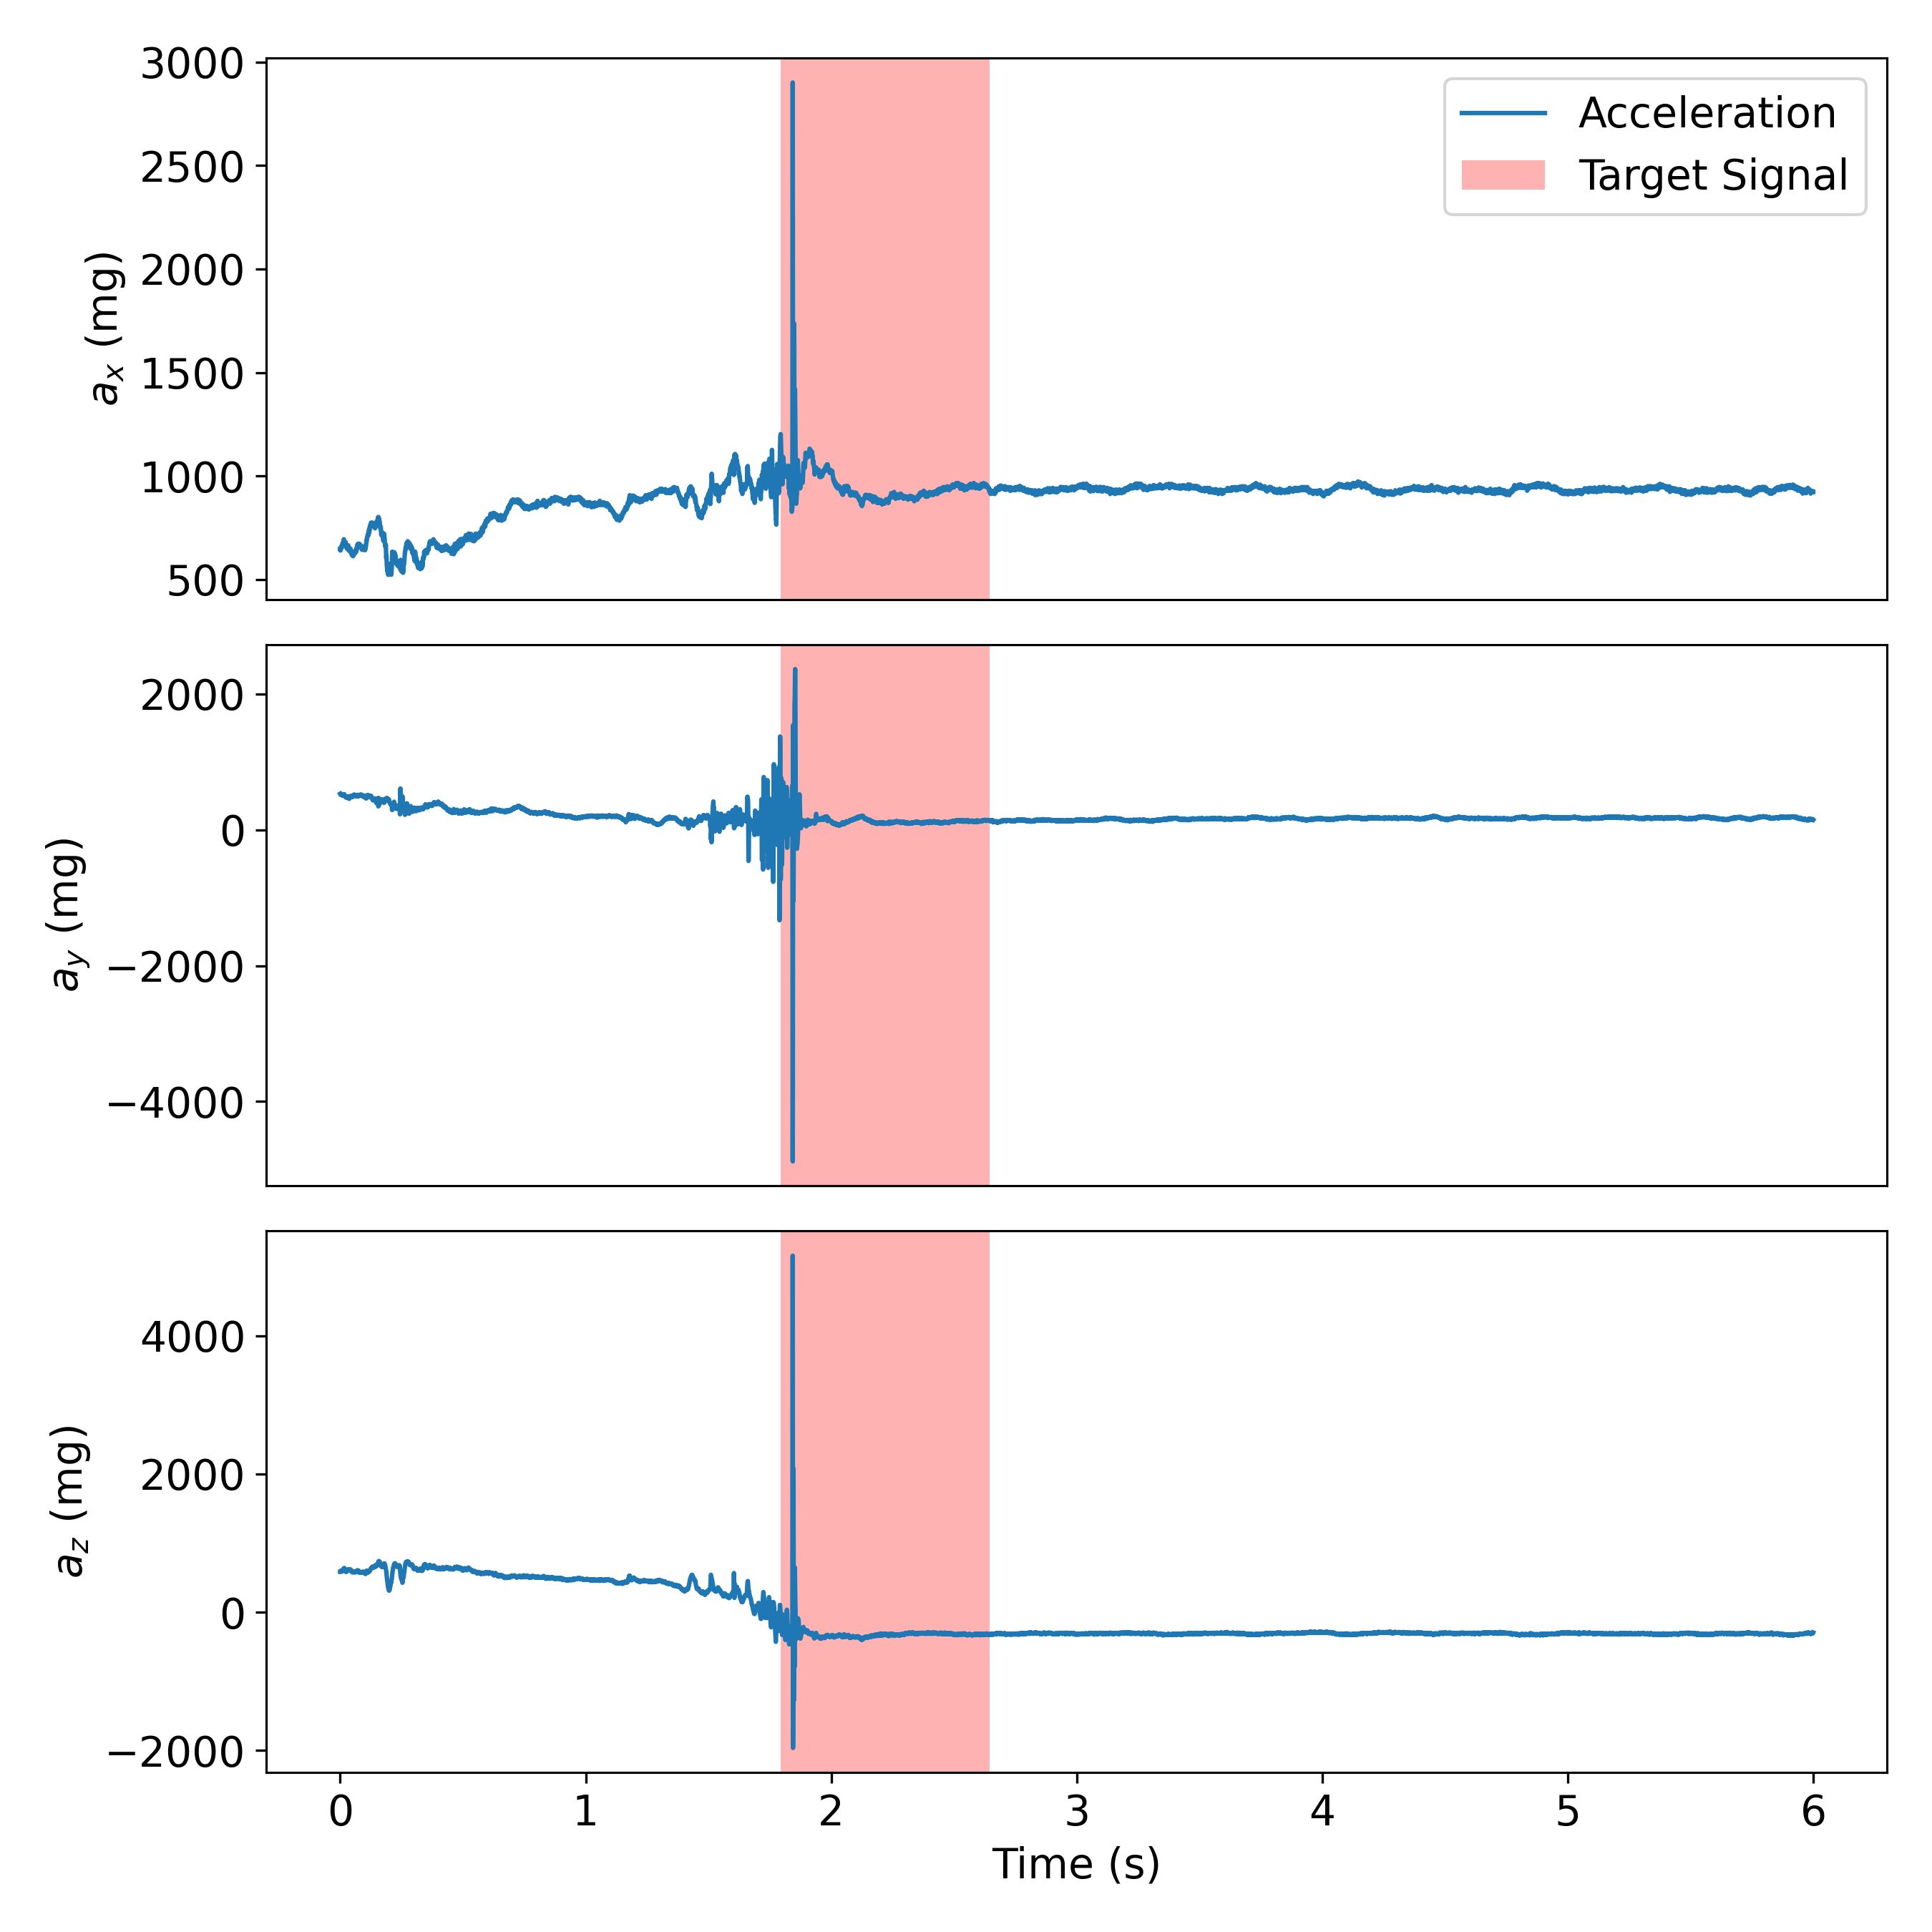 3000
2500
2000
1500
1000
500
a_x (mg)
Acceleration
Target Signal
2000
0
−2000
−4000
a_y (mg)
4000
2000
0
−2000
a_z (mg)
0 1 2 3 4 5 6
Time (s)